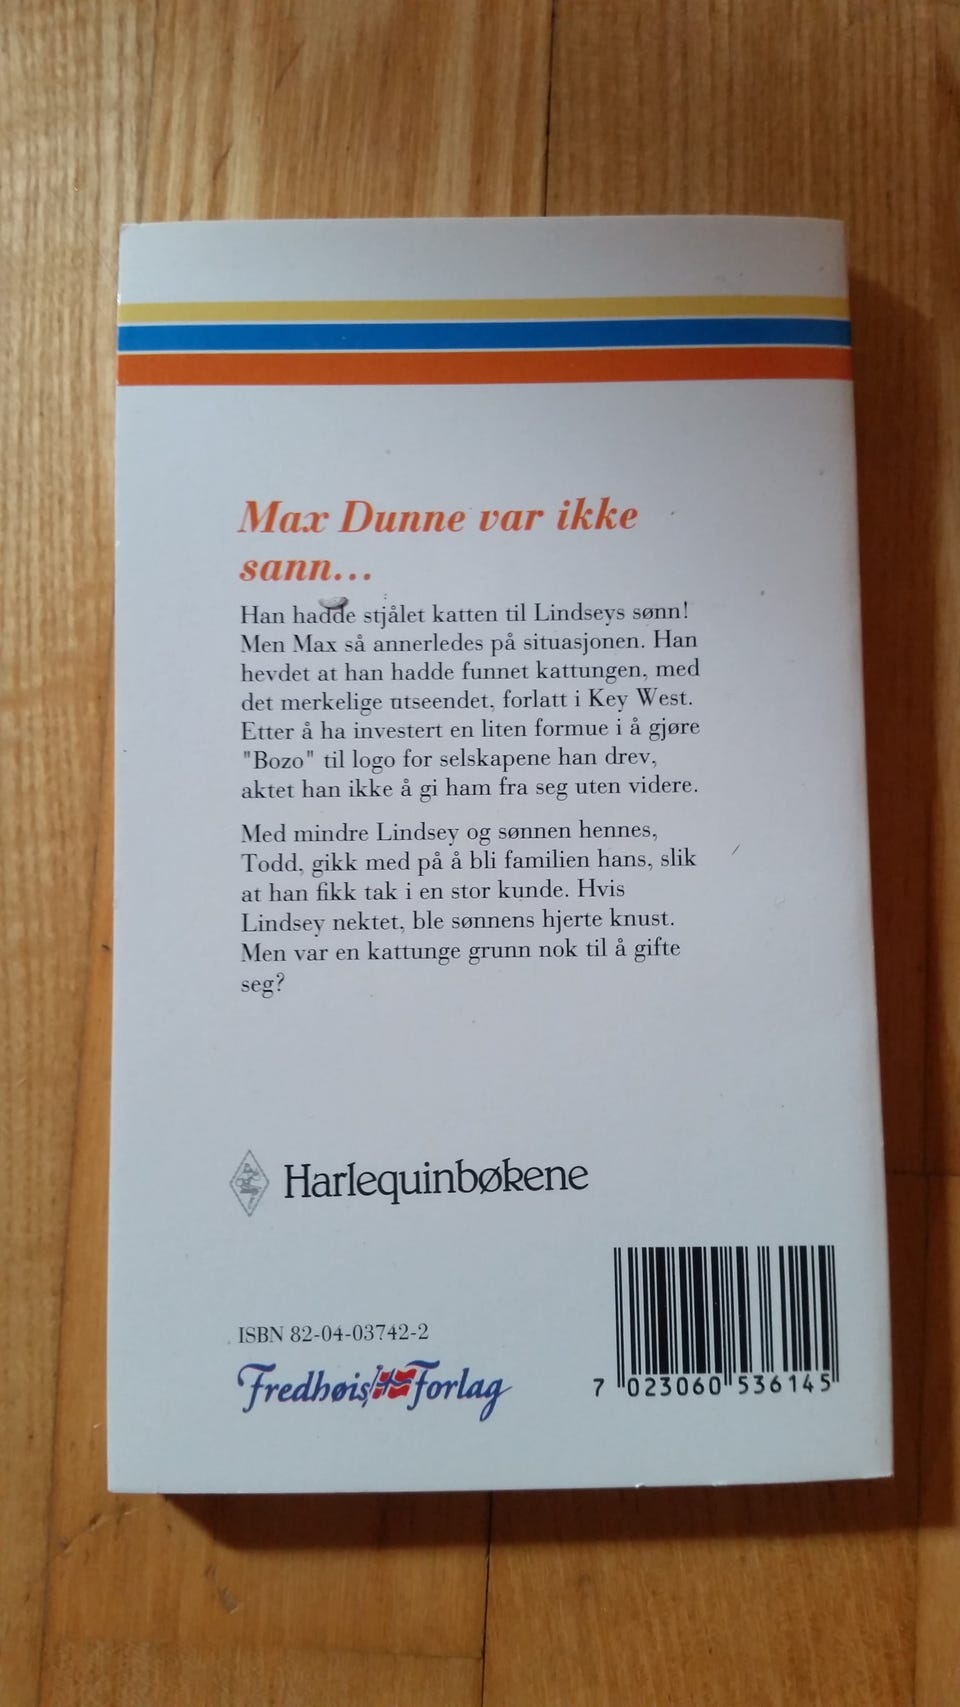 Max Dunne var ikke
sann...
Han hadde stjålet katten til Lindseys sønn!
Men Max så annerledes på situasjonen. Han
hevdet at han hadde funnet kattungen, med
det merkelige utseendet, forlatt i Key West.
Etter å ha investert en liten formue i å gjøre
"Bozo" til logo for selskapene han drev,
aktet han ikke å gi ham fra seg uten videre.
Med mindre Lindsey og sønnen hennes,
Todd, gikk med på å bli familien hans, slik
at han fikk tak i en stor kunde. Hvis
Lindsey nektet, ble sønnens hjerte knust.
Men var en kattunge grunn nok til å gifte
seg?
Harlequinbøkene
ISBN 82-04-03742-2
Fredhøis Forlag
7 023060 536145